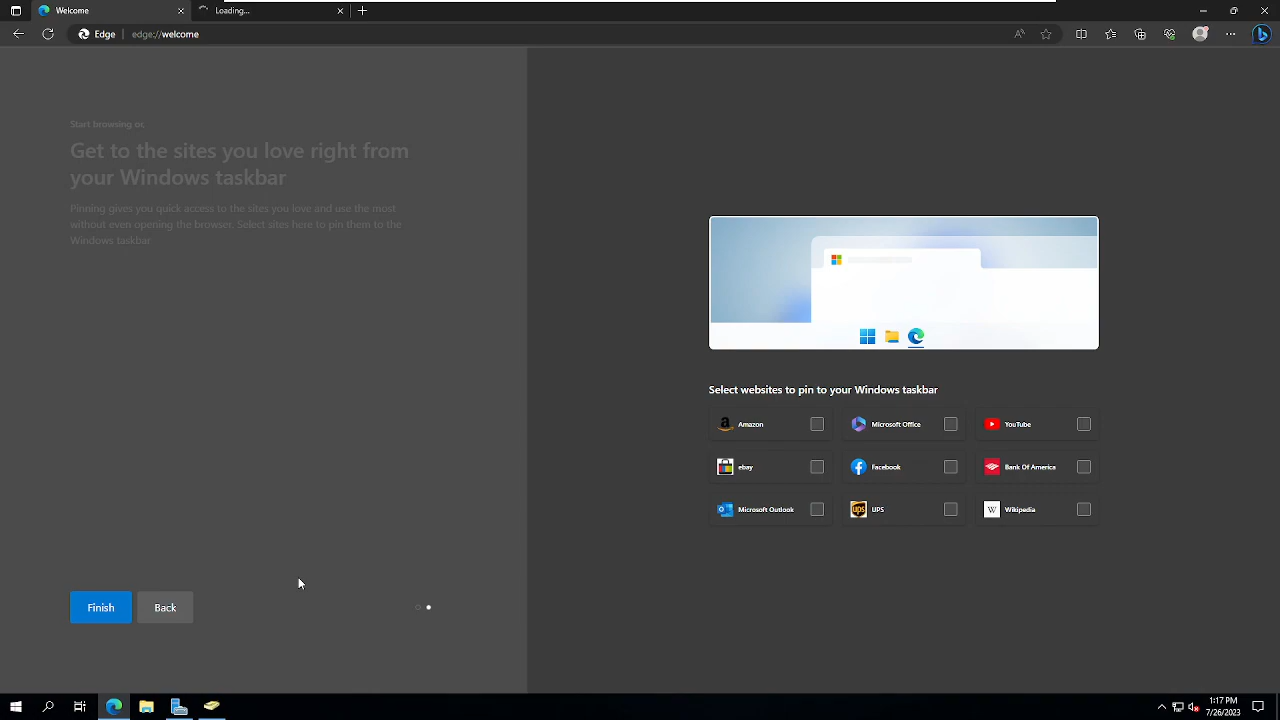 Welcome
Loading...
Edge
edge://welcome
Start browsing
Get to the sites you love right from
your Windows taskbar
Pinning gives you quick access to the sites you love and use the most
without even opening the browser. Select sites here to pin them to the
Windows taskbar
Select websites to pin to your Windows taskbar
Amazon
Microsoft Office
YouTube
ebay
Facebook
Bank Of America
Microsoft Outlook
UPS
Wikipedia
Finish
Back
1:17 PM
7/26/2023